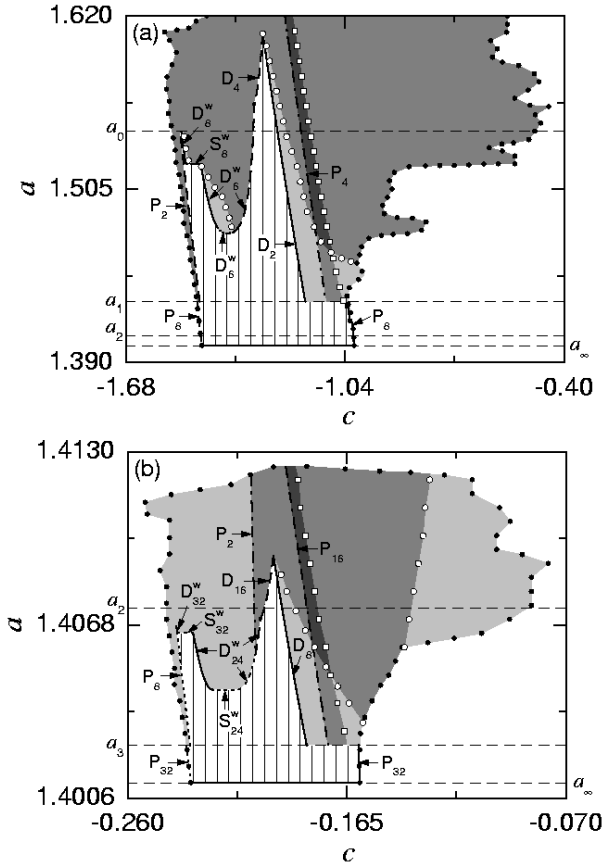 1.620
(a)
D₄
a₀
D₈ʷ
S₈ʷ
1.505
a
P₂
D₆ʷ
P₄
D₂
D₆ʷ
a₁
P₈
P₈
a₂
a∞
1.390
-1.68
-1.04
-0.40
c
1.4130
(b)
P₂
P₁₆
D₃₂ʷ
D₁₆
a₂
S₃₂ʷ
1.4068
a
D₂₄ʷ
D₈
P₈
S₂₄ʷ
a₃
P₃₂
P₃₂
a∞
1.4006
-0.260
-0.165
-0.070
c